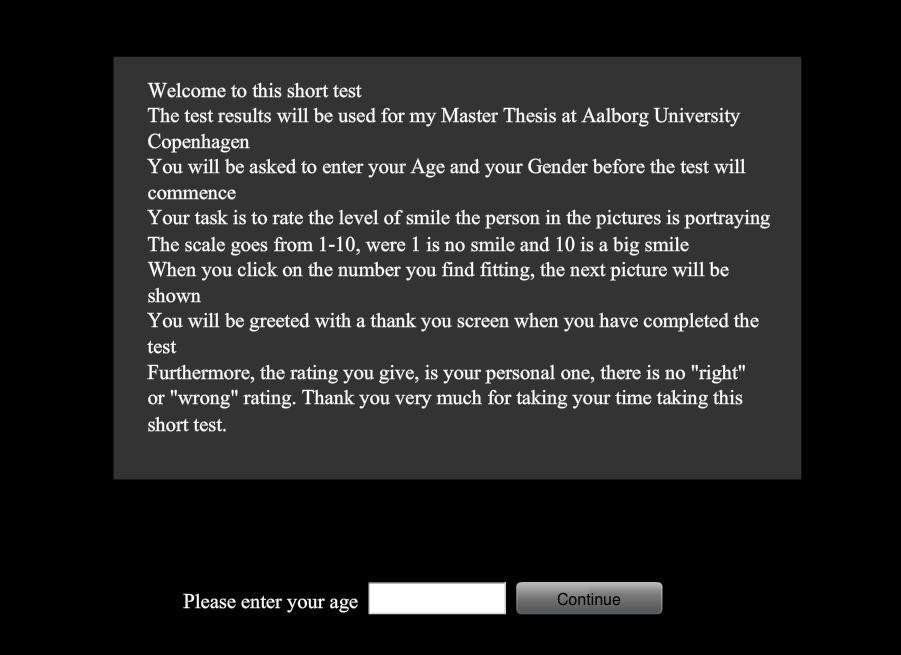 Welcome to this short test
The test results will be used for my Master Thesis at Aalborg University
Copenhagen
You will be asked to enter your Age and your Gender before the test will
commence
Your task is to rate the level of smile the person in the pictures is portraying
The scale goes from 1-10, were 1 is no smile and 10 is a big smile
When you click on the number you find fitting, the next picture will be
shown
You will be greeted with a thank you screen when you have completed the
test
Furthermore, the rating you give, is your personal one, there is no "right"
or "wrong" rating. Thank you very much for taking your time taking this
short test.
Please enter your age Continue